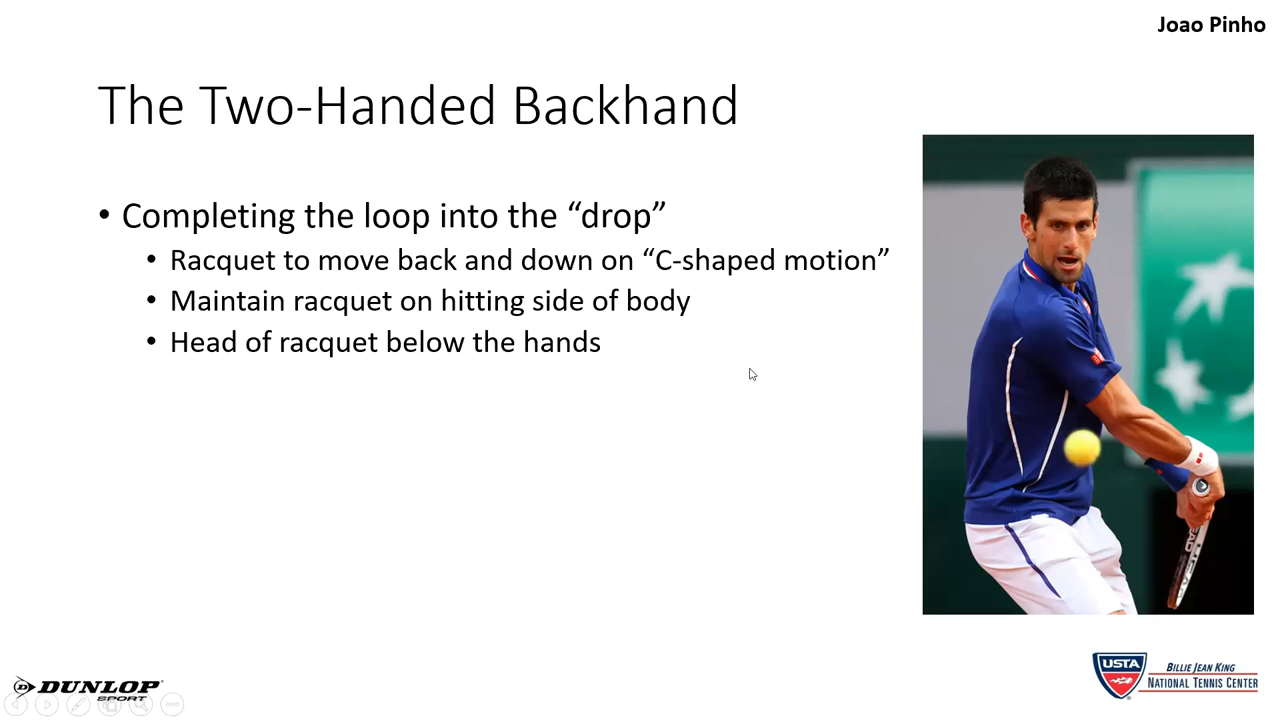 Joao Pinho
The Two-Handed Backhand
• Completing the loop into the “drop”
• Racquet to move back and down on “C-shaped motion”
• Maintain racquet on hitting side of body
• Head of racquet below the hands
HEAD
DUNLOP
SPORT
USTA
BILLIE JEAN KING
NATIONAL TENNIS CENTER